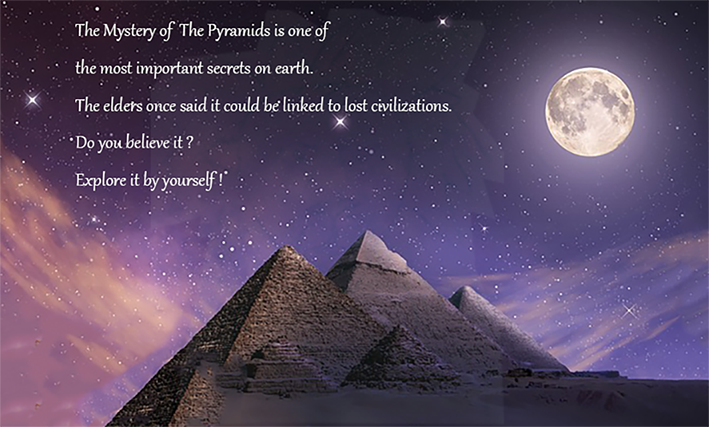 The Mystery of The Pyramids is one of
the most important secrets on earth.
The elders once said it could be linked to lost civilizations.
Do you believe it ?
Explore it by yourself !